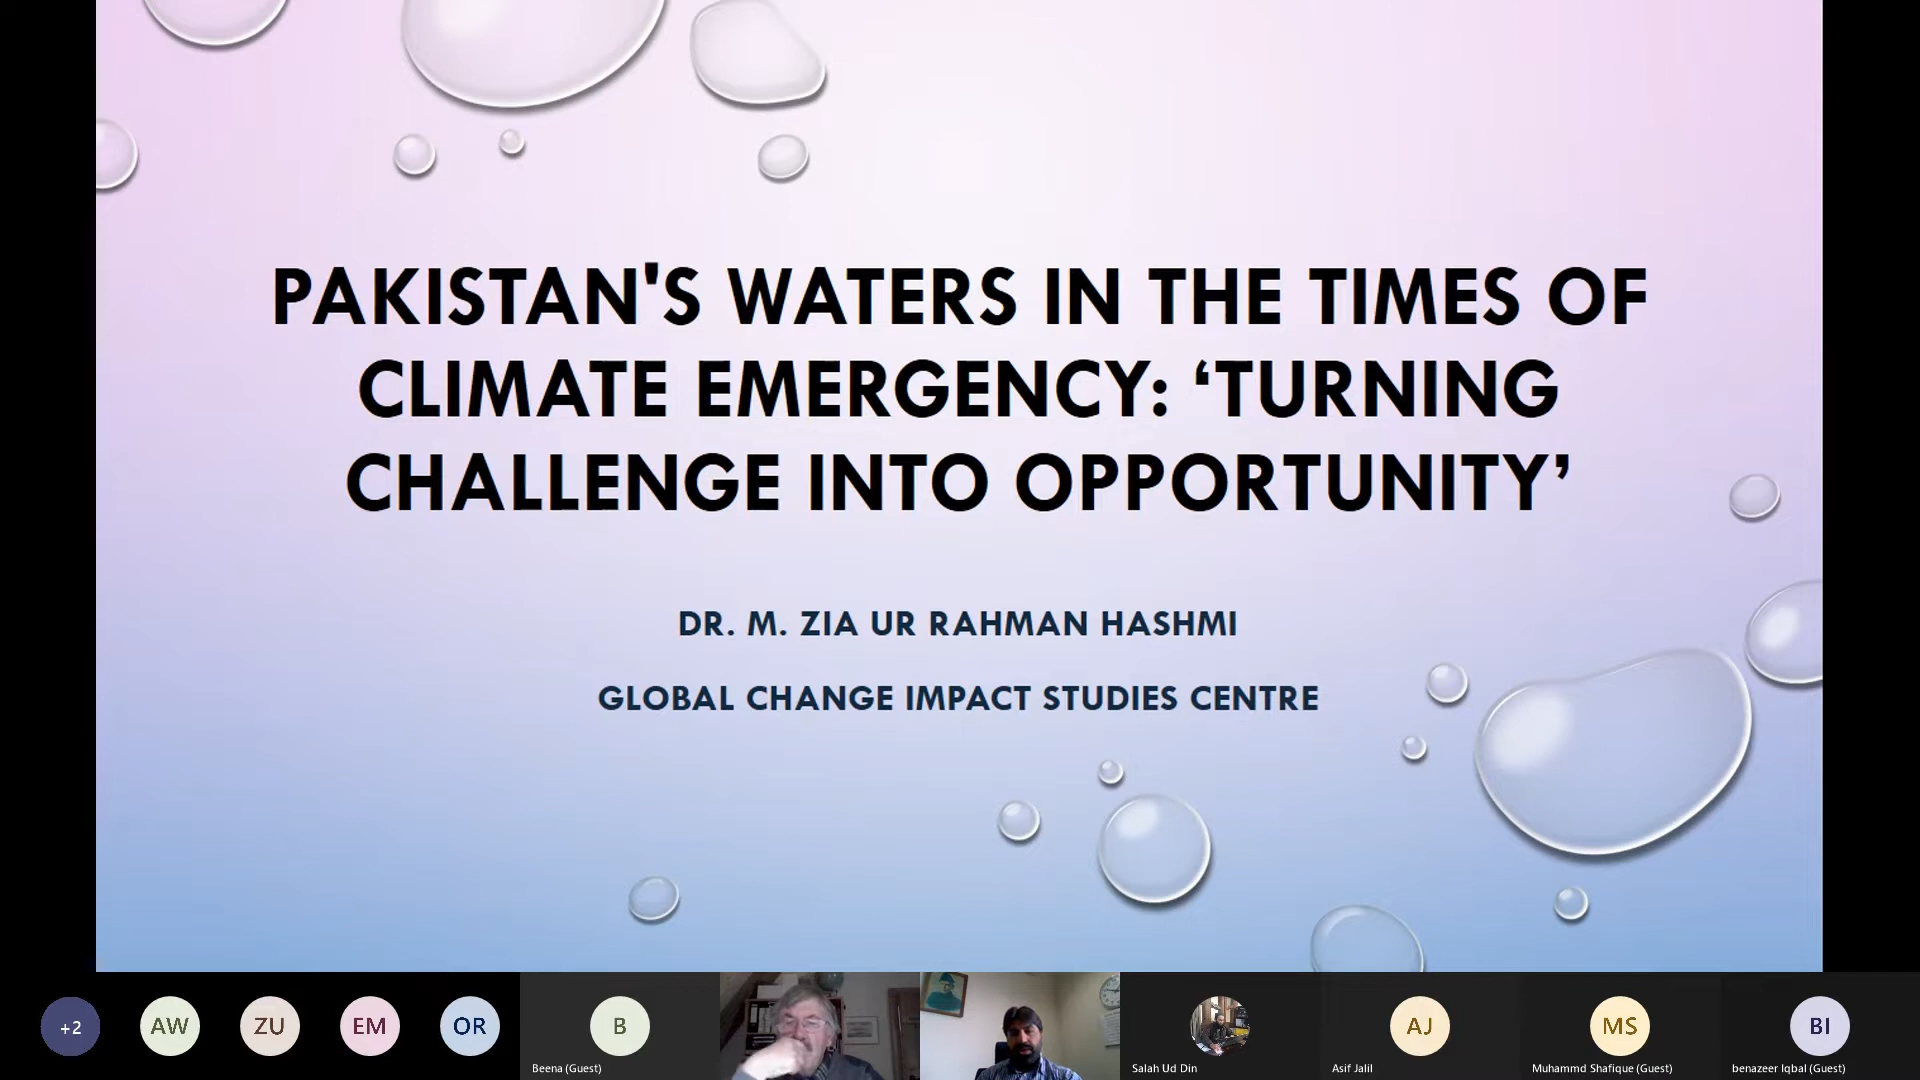 PAKISTAN'S WATERS IN THE TIMES OF
CLIMATE EMERGENCY: ‘TURNING
CHALLENGE INTO OPPORTUNITY’
DR. M. ZIA UR RAHMAN HASHMI
GLOBAL CHANGE IMPACT STUDIES CENTRE
+2
AW
ZU
EM
OR
B
Beena (Guest)
Salah Ud Din
AJ
Asif Jalil
MS
Muhammd Shafique (Guest)
BI
benazeer Iqbal (Guest)